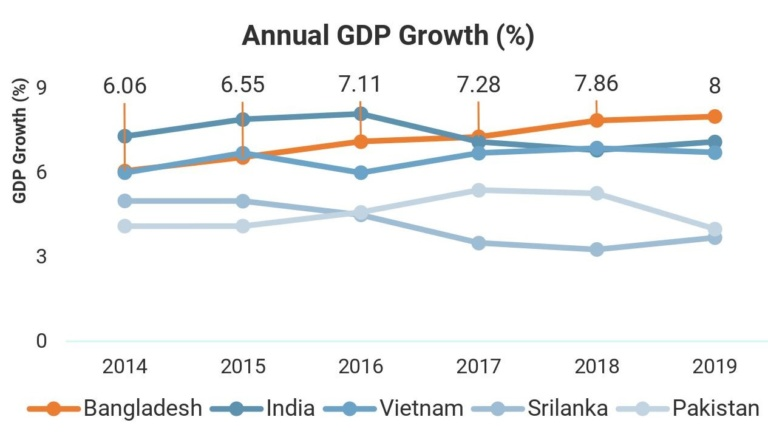 Annual GDP Growth (%)
GDP Growth (%)
9
6
3
0
6.06 6.55 7.11 7.28 7.86 8
2014 2015 2016 2017 2018 2019
Bangladesh India Vietnam Srilanka Pakistan